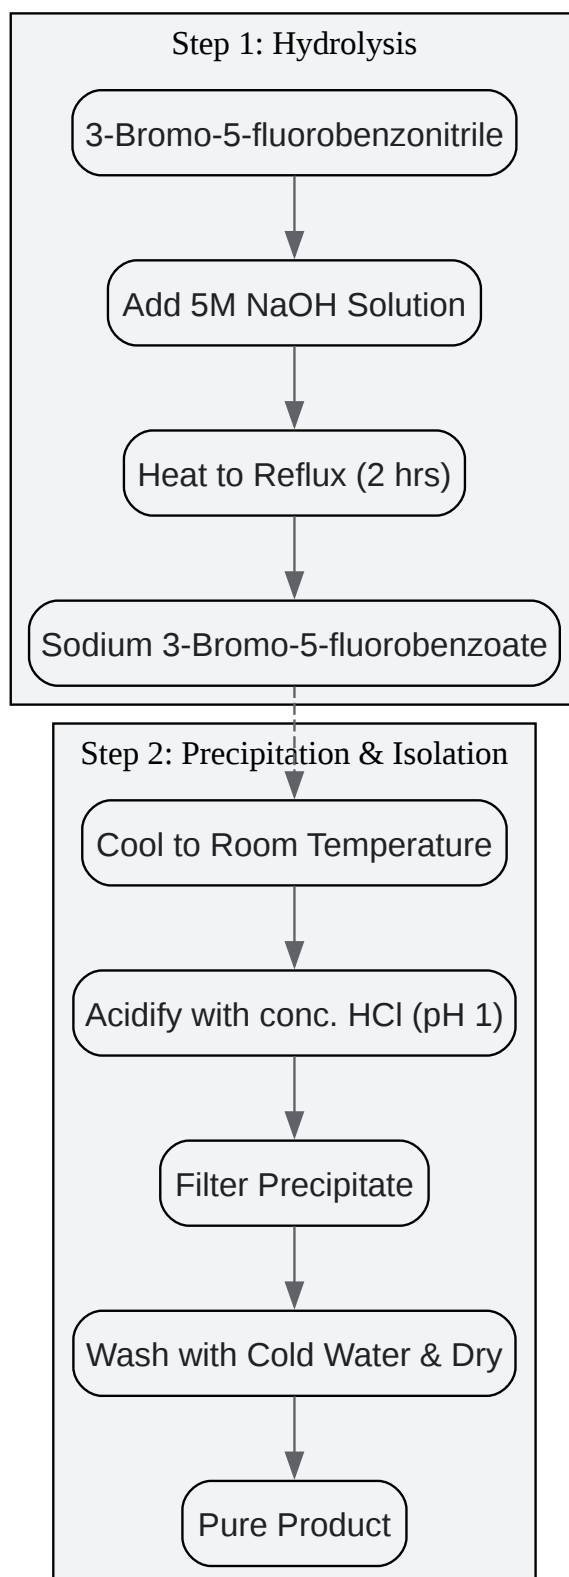 Step 1: Hydrolysis
3-Bromo-5-fluorobenzonitrile
Add 5M NaOH Solution
Heat to Reflux (2 hrs)
Sodium 3-Bromo-5-fluorobenzoate
Step 2: Precipitation & Isolation
Cool to Room Temperature
Acidify with conc. HCl (pH 1)
Filter Precipitate
Wash with Cold Water & Dry
Pure Product